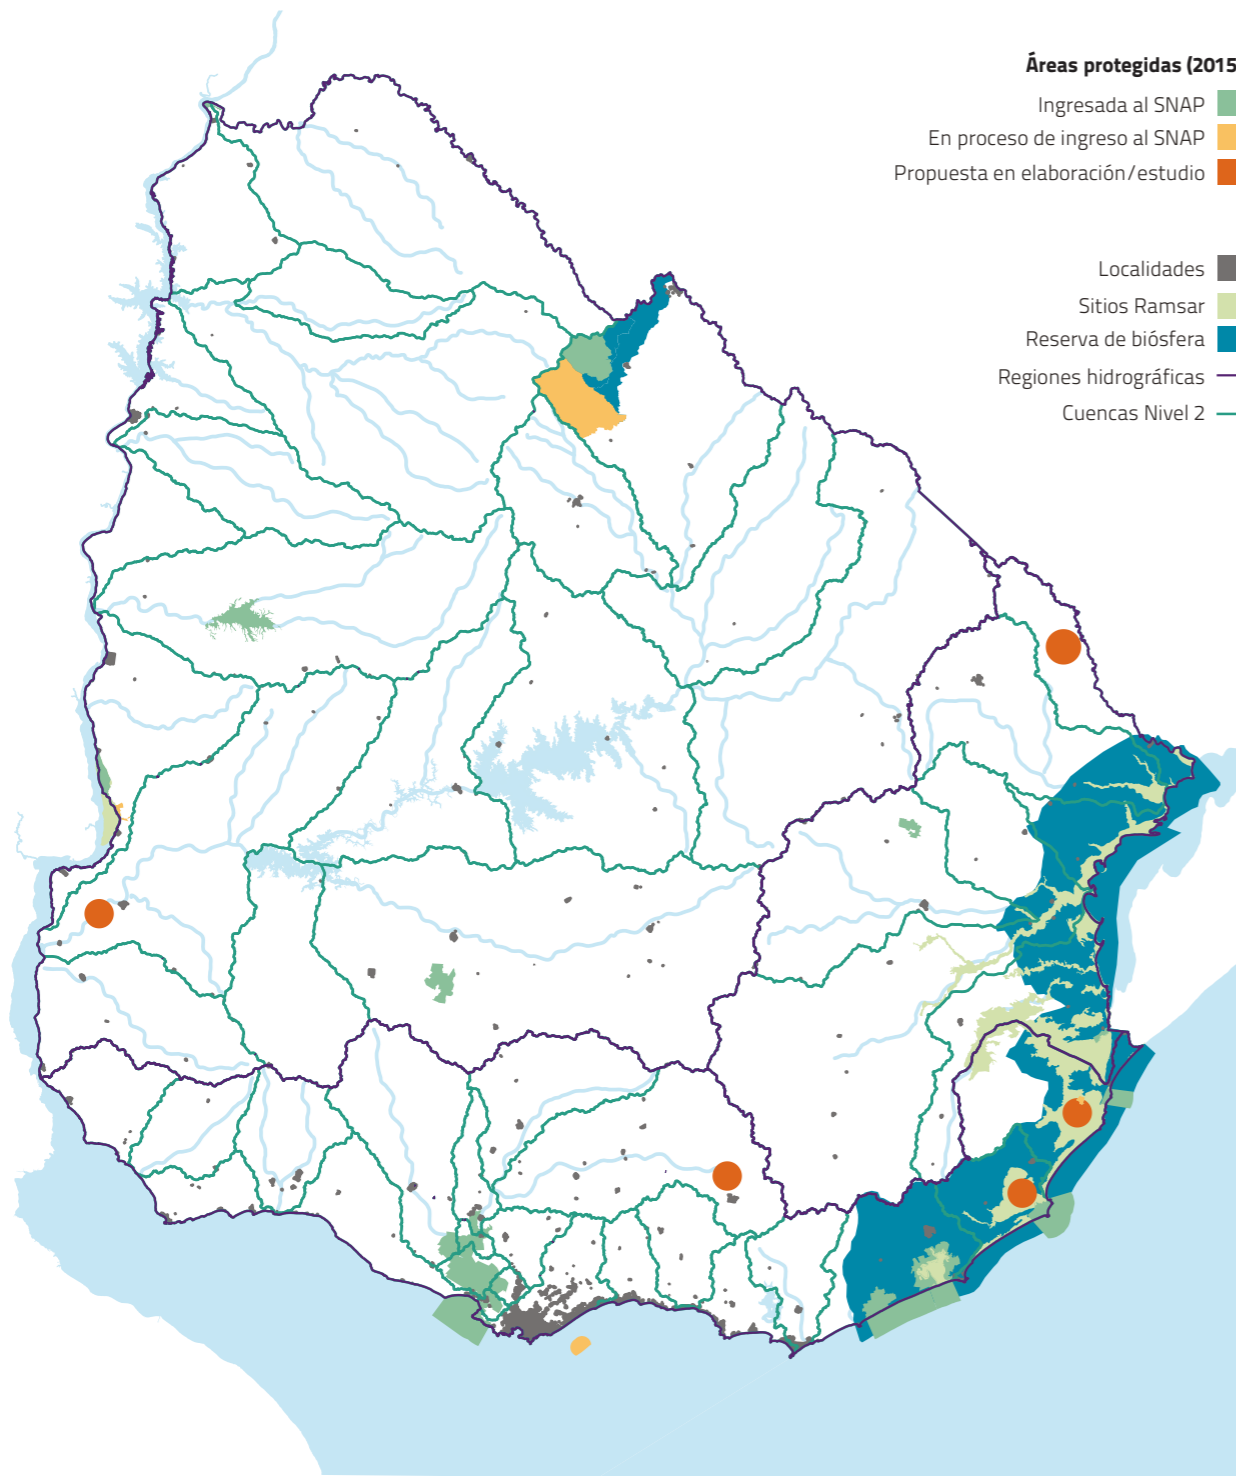 Áreas protegidas (2015
Ingresada al SNAP
En proceso de ingreso al SNAP
Propuesta en elaboración/estudio
Localidades
Sitios Ramsar
Reserva de biósfera
Regiones hidrográficas
Cuencas Nivel 2